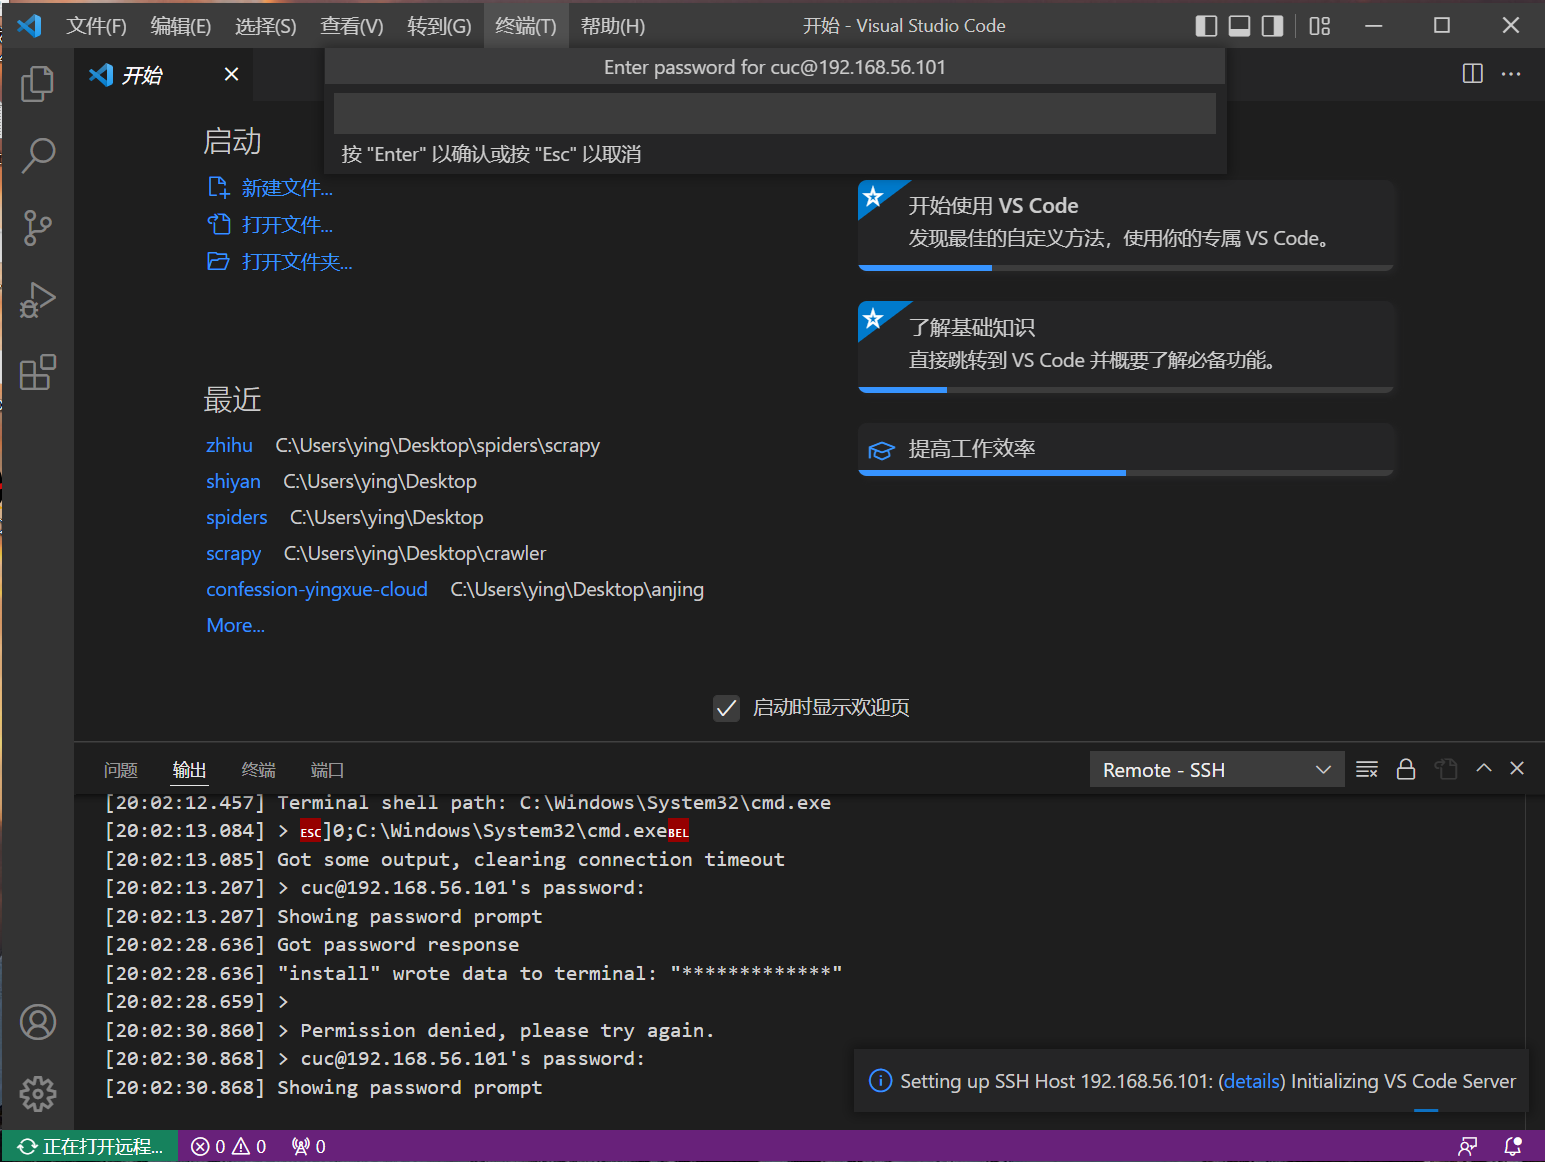 文件(F) 编辑(E) 选择(S) 查看(V) 转到(G) 终端(T) 帮助(H) 开始 - Visual Studio Code
开始
Enter password for cuc@192.168.56.101
按 "Enter" 以确认或按 "Esc" 以取消
启动
新建文件...
打开文件...
打开文件夹...
最近
zhihu C:\Users\ying\Desktop\spiders\scrapy
shiyan C:\Users\ying\Desktop
spiders C:\Users\ying\Desktop
scrapy C:\Users\ying\Desktop\crawler
confession-yingxue-cloud C:\Users\ying\Desktop\anjing
More...
开始使用 VS Code
发现最佳的自定义方法，使用你的专属 VS Code。
了解基础知识
直接跳转到 VS Code 并概要了解必备功能。
提高工作效率
启动时显示欢迎页
问题 输出 终端 端口 Remote - SSH
[20:02:12.457] Terminal shell path: C:\Windows\System32\cmd.exe
[20:02:13.084] > ESC]0;C:\Windows\System32\cmd.exeBEL
[20:02:13.085] Got some output, clearing connection timeout
[20:02:13.207] > cuc@192.168.56.101's password:
[20:02:13.207] Showing password prompt
[20:02:28.636] Got password response
[20:02:28.636] "install" wrote data to terminal: "*************"
[20:02:28.659] >
[20:02:30.860] > Permission denied, please try again.
[20:02:30.868] > cuc@192.168.56.101's password:
[20:02:30.868] Showing password prompt
Setting up SSH Host 192.168.56.101: (details) Initializing VS Code Server
正在打开远程... 0 0 0